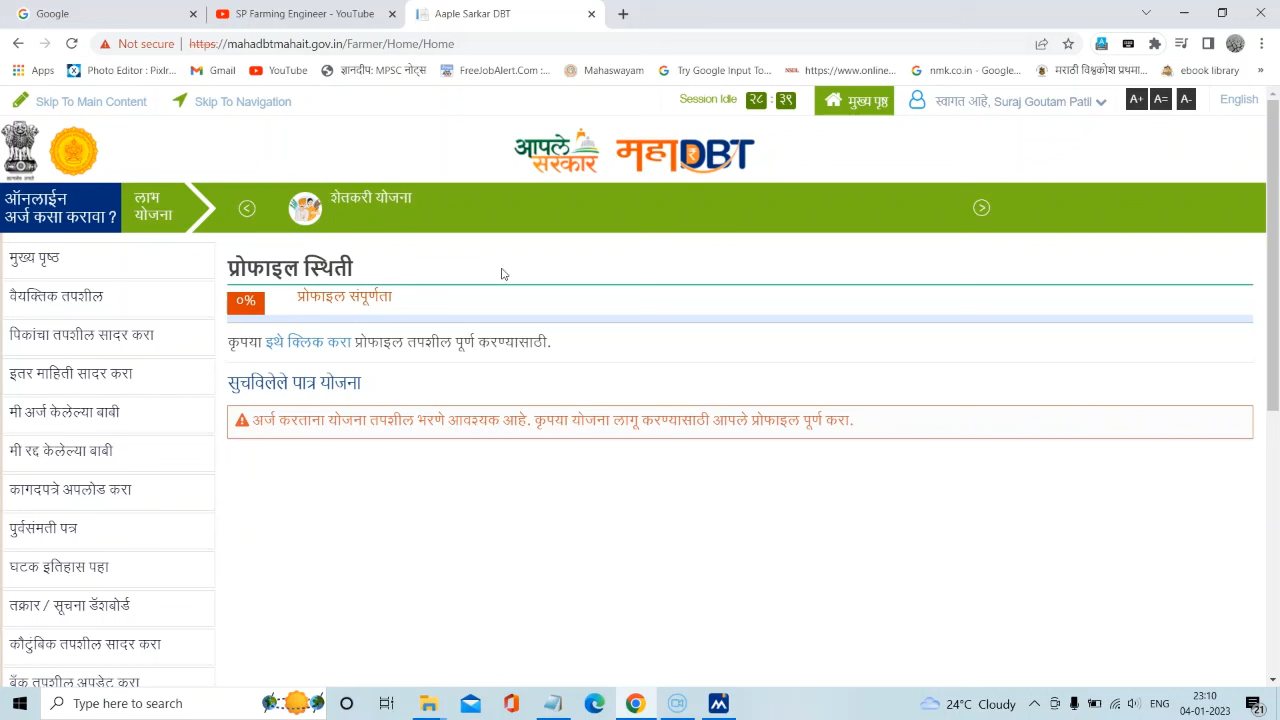 Google
SF Farming Engineer - YouTube
Aaple Sarkar DBT
Not secure
https://mahadbtmahait.gov.in/Farmer/Home/Home
Apps
Photo Editor : Pixlr...
Gmail
YouTube
ज्ञानदीप: MPSC नोट्स
FreeJobAlert.Com :...
Mahaswayam
Try Google Input To...
https://www.online...
nmk.co.in - Google...
मराठी विश्वकोश प्रथमा...
ebook library
»
Skip To Main Content
Skip To Navigation
Session Idle २८ : ३९
मुख्य पृष्ठ
स्वागत आहे, Suraj Goutam Patil
A+ A= A-
English
आपले सरकार
महाDBT
ऑनलाईन
अर्ज कसा करावा ?
लाभ
योजना
शेतकरी योजना
मुख्य पृष्ठ
वैयक्तिक तपशील
पिकांचा तपशील सादर करा
इतर माहिती सादर करा
मी अर्ज केलेल्या बाबी
मी रद्द केलेल्या बाबी
कागदपत्रे अपलोड करा
पुर्वसंमती पत्र
घटक इतिहास पहा
तक्रार / सूचना डॅशबोर्ड
कौटुंबिक तपशील सादर करा
बँक तपशील अपडेट करा
प्रोफाइल स्थिती
०%
प्रोफाइल संपूर्णता
कृपया इथे क्लिक करा प्रोफाइल तपशील पूर्ण करण्यासाठी.
सुचविलेले पात्र योजना
अर्ज करताना योजना तपशील भरणे आवश्यक आहे. कृपया योजना लागू करण्यासाठी आपले प्रोफाइल पूर्ण करा.
Type here to search
24°C Cloudy
ENG
23:10
04-01-2023
21